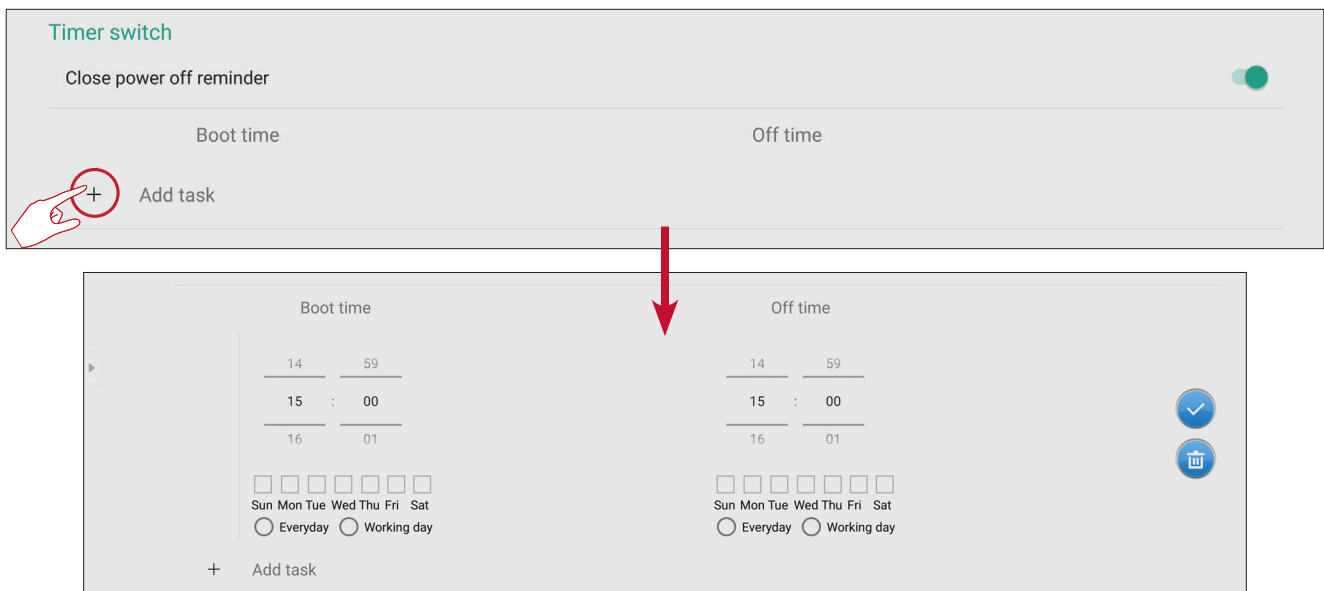 Timer switch
Close power off reminder
Boot time Off time
+ Add task
Boot time Off time
14 59 14 59
15 : 00 15 : 00
16 01 16 01
Sun Mon Tue Wed Thu Fri Sat Sun Mon Tue Wed Thu Fri Sat
Everyday Working day Everyday Working day
+ Add task